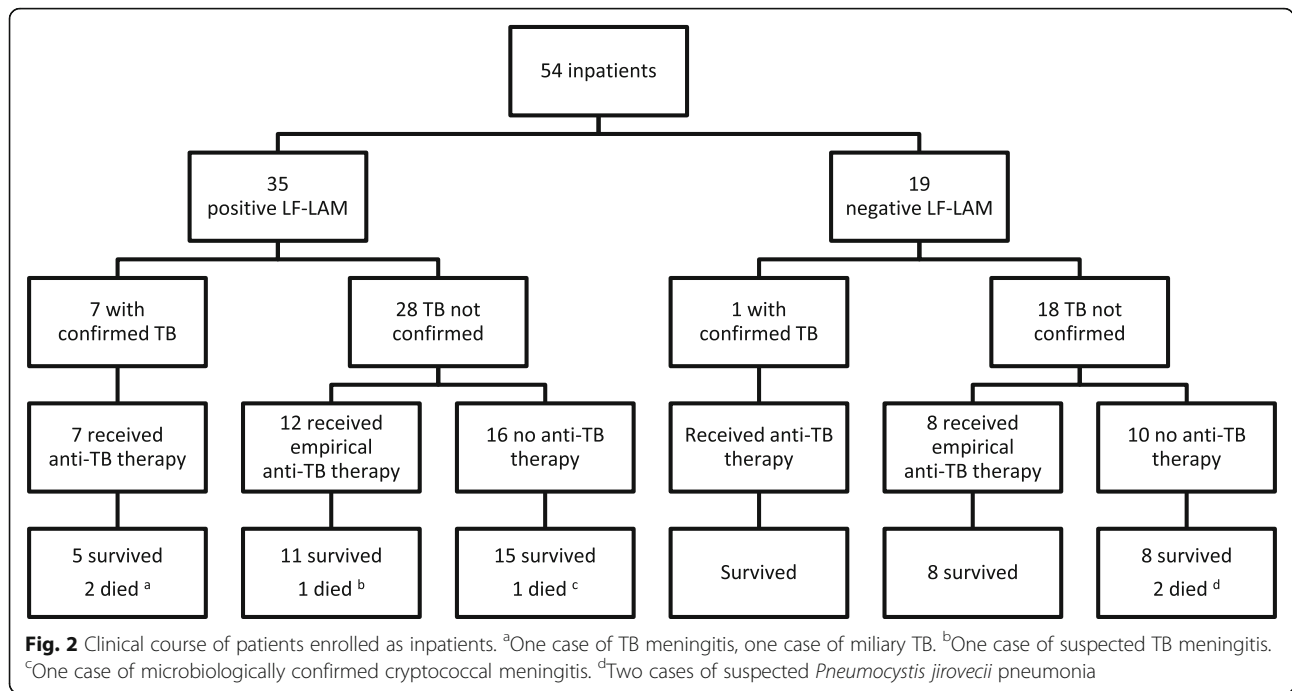 54 inpatients
35
positive LF-LAM
19
negative LF-LAM
7 with
confirmed TB
28 TB not
confirmed
1 with
confirmed TB
18 TB not
confirmed
7 received
anti-TB therapy
12 received
empirical
anti-TB therapy
16 no anti-TB
therapy
Received anti-TB
therapy
8 received
empirical
anti-TB therapy
10 no anti-TB
therapy
5 survived
2 died a
11 survived
1 died b
15 survived
1 died c
Survived
8 survived
8 survived
2 died d
Fig. 2 Clinical course of patients enrolled as inpatients. aOne case of TB meningitis, one case of miliary TB. bOne case of suspected TB meningitis.
cOne case of microbiologically confirmed cryptococcal meningitis. dTwo cases of suspected Pneumocystis jirovecii pneumonia